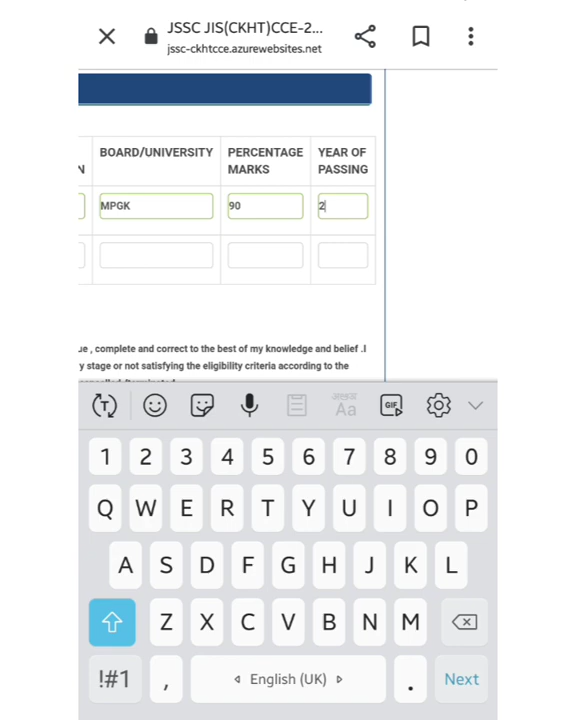 JSSC JIS(CKHT)CCE-2...
jssc-ckhtcce.azurewebsites.net
BOARD/UNIVERSITY PERCENTAGE MARKS YEAR OF PASSING
N
MPGK 90 2
ue , complete and correct to the best of my knowledge and belief .I
y stage or not satisfying the eligibility criteria according to the
T
Aa GIF
1 2 3 4 5 6 7 8 9 0
Q W E R T Y U I O P
A S D F G H J K L
Z X C V B N M
!#1 , English (UK) . Next